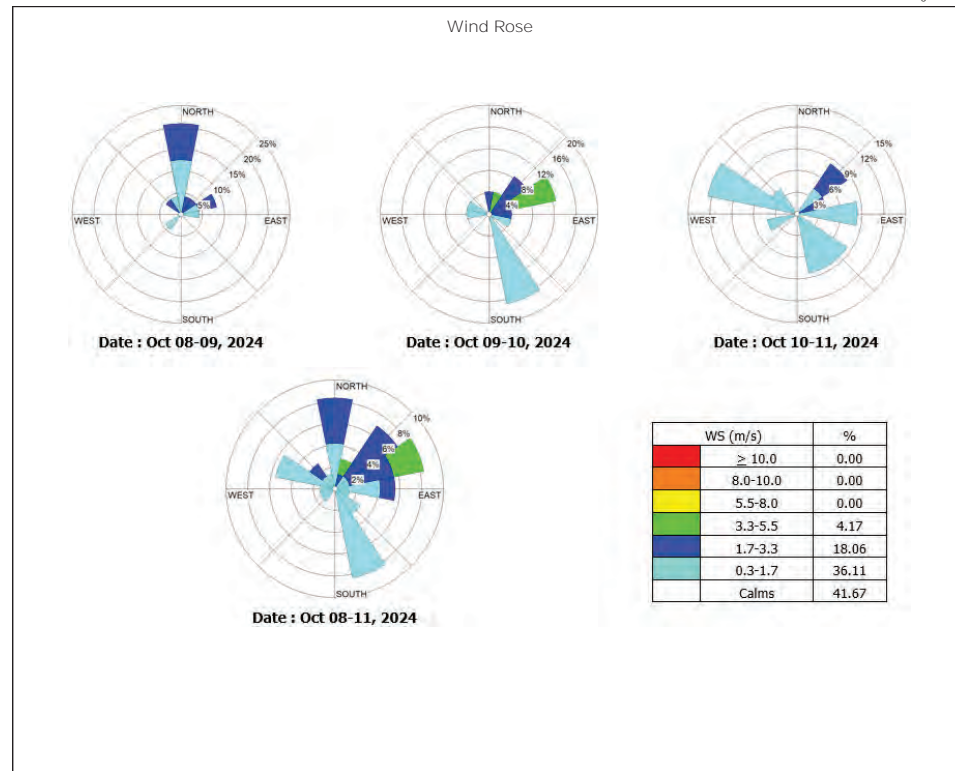 Wind Rose
NORTH
25%
20%
15%
10%
5%
WEST
EAST
SOUTH
Date : Oct 08-09, 2024
NORTH
20%
16%
12%
8%
4%
WEST
EAST
SOUTH
Date : Oct 09-10, 2024
NORTH
15%
12%
9%
6%
3%
WEST
EAST
SOUTH
Date : Oct 10-11, 2024
NORTH
10%
8%
6%
4%
2%
WEST
EAST
SOUTH
Date : Oct 08-11, 2024
WS (m/s) %
≥ 10.0 0.00
8.0-10.0 0.00
5.5-8.0 0.00
3.3-5.5 4.17
1.7-3.3 18.06
0.3-1.7 36.11
Calms 41.67